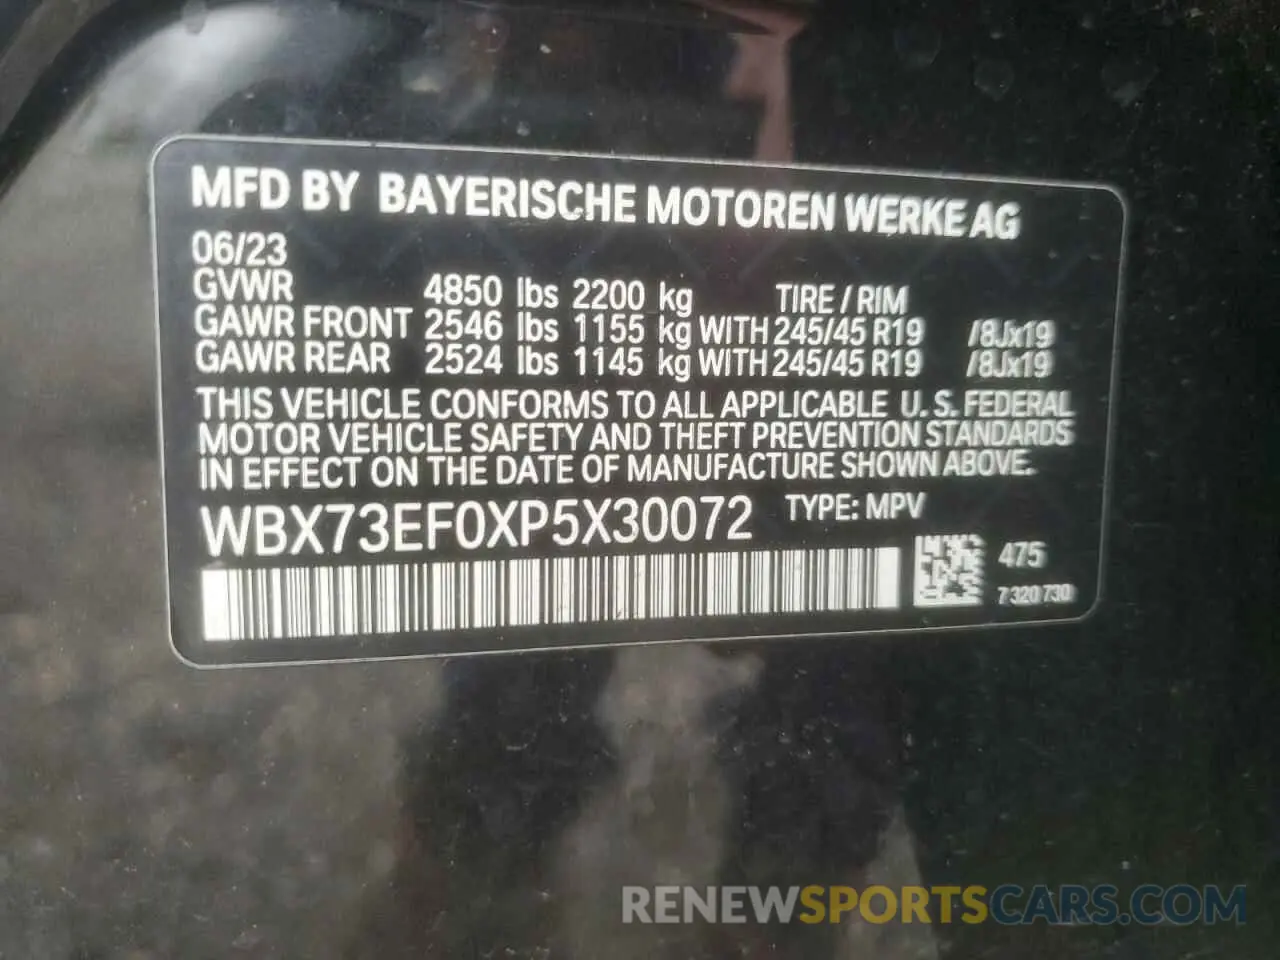 MFD BY BAYERISCHE MOTOREN WERKE AG
06/23
GVWR 4850 lbs 2200 kg TIRE / RIM
GAWR FRONT 2546 lbs 1155 kg WITH 245/45 R19 /8Jx19
GAWR REAR 2524 lbs 1145 kg WITH 245/45 R19 /8Jx19
THIS VEHICLE CONFORMS TO ALL APPLICABLE U.S. FEDERAL
MOTOR VEHICLE SAFETY AND THEFT PREVENTION STANDARDS
IN EFFECT ON THE DATE OF MANUFACTURE SHOWN ABOVE.
WBX73EF0XP5X30072 TYPE: MPV
475
7 320 730
RENEWSPORTSCARS.COM